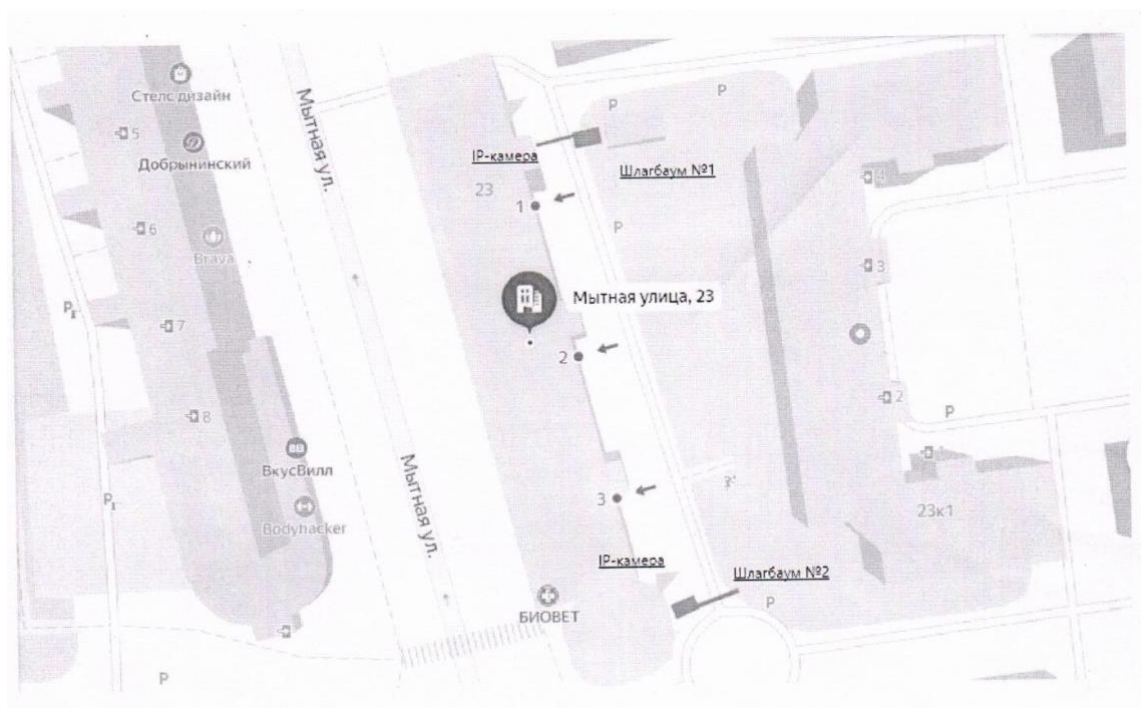 Стелс дизайн
5
Добрынинский
6
Brava
7
8
ВкусВилл
Bodyhacker
Мытная ул.
Мытная ул.
IP-камера
Шлагбаум №1
23
1
Мытная улица, 23
2
3
IP-камера
Шлагбаум №2
БИОВЕТ
P
P
P
P
P
P
P
P
4
3
2
23к1